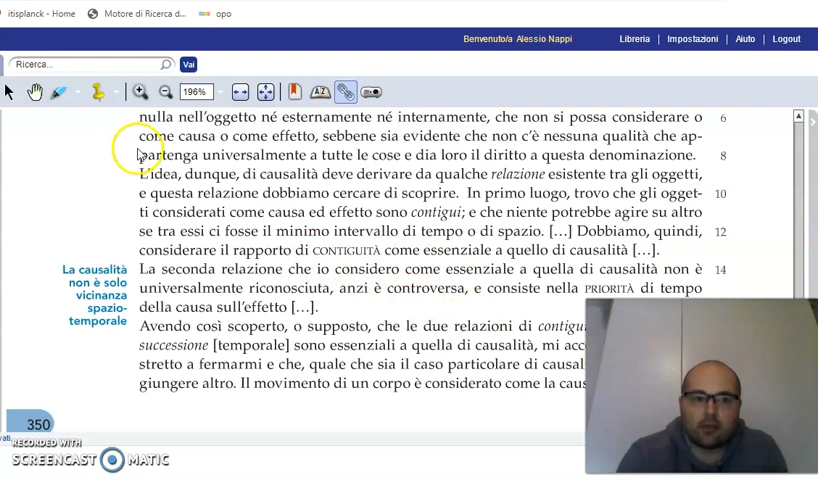 itisplanck - Home Motore di Ricerca d... opo
Benvenuto/a Alessio Nappi Libreria Impostazioni Aiuto Logout
Ricerca... Vai
196%
nulla nell'oggetto né esternamente né internamente, che non si possa considerare o 6
come causa o come effetto, sebbene sia evidente che non c'è nessuna qualità che ap-
partenga universalmente a tutte le cose e dia loro il diritto a questa denominazione. 8
L'idea, dunque, di causalità deve derivare da qualche relazione esistente tra gli oggetti,
e questa relazione dobbiamo cercare di scoprire. In primo luogo, trovo che gli ogget- 10
ti considerati come causa ed effetto sono contigui; e che niente potrebbe agire su altro
se tra essi ci fosse il minimo intervallo di tempo o di spazio. [...] Dobbiamo, quindi, 12
considerare il rapporto di CONTIGUITÀ come essenziale a quello di causalità [...].
La causalità
non è solo
vicinanza
spazio-
temporale
La seconda relazione che io considero come essenziale a quella di causalità non è 14
universalmente riconosciuta, anzi è controversa, e consiste nella PRIORITÀ di tempo
della causa sull'effetto [...].
Avendo così scoperto, o supposto, che le due relazioni di
successione [temporale] sono essenziali a quella di causalità, mi
stretto a fermarmi e che, quale che sia il caso particolare di
giungere altro. Il movimento di un corpo è considerato come la
350
RECORDED WITH
SCREENCAST MATIC